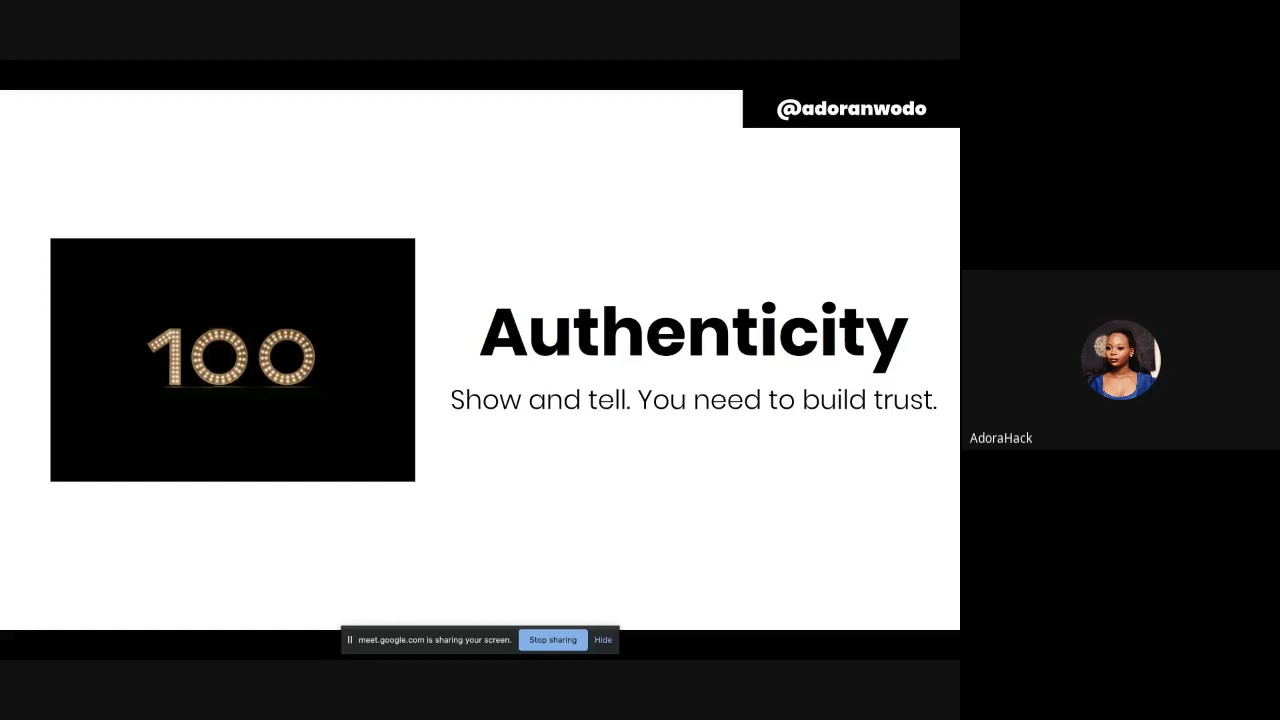 @adoranwodo
100
Authenticity
Show and tell. You need to build trust.
AdoraHack
meet.google.com is sharing your screen.
Stop sharing
Hide